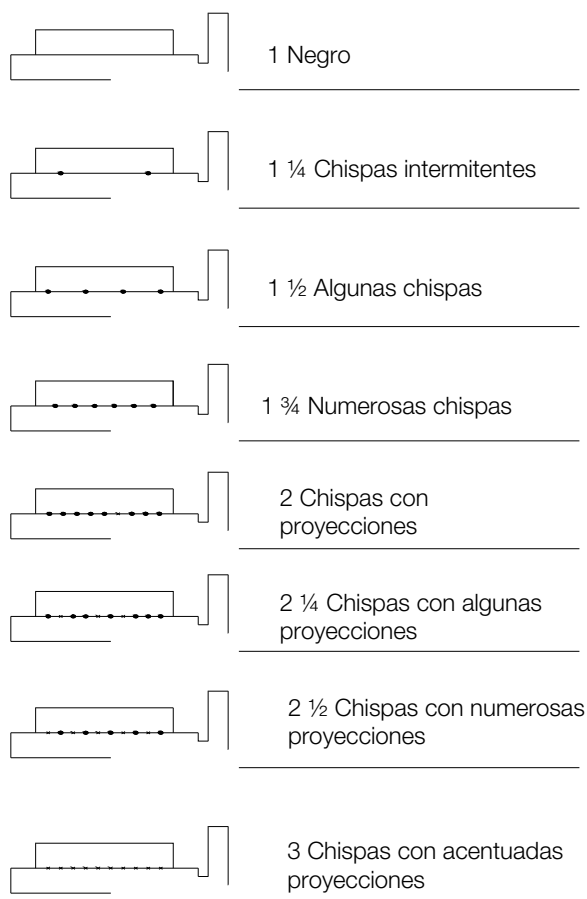 1 Negro
1 ¼ Chispas intermitentes
1 ½ Algunas chispas
1 ¾ Numerosas chispas
2 Chispas con
proyecciones
2 ¼ Chispas con algunas
proyecciones
2 ½ Chispas con numerosas
proyecciones
3 Chispas con acentuadas
proyecciones